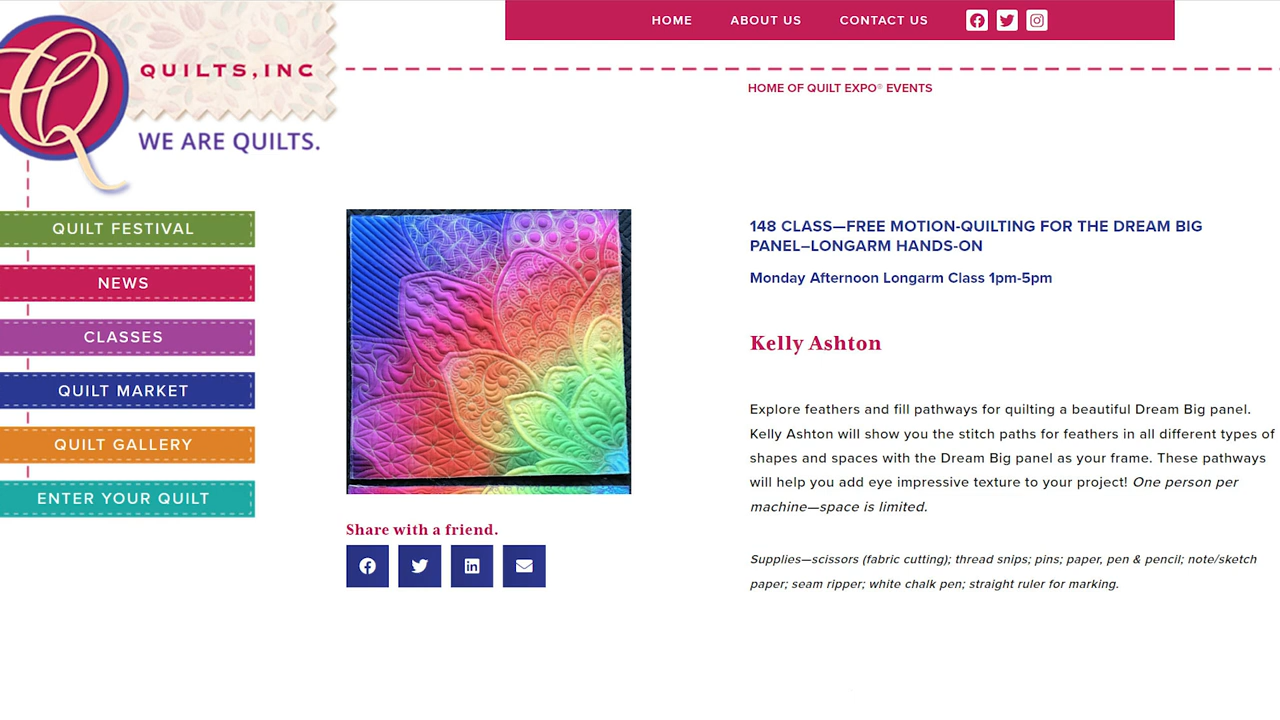 HOME ABOUT US CONTACT US
QUILTS, INC
WE ARE QUILTS.
HOME OF QUILT EXPO® EVENTS
QUILT FESTIVAL
NEWS
CLASSES
QUILT MARKET
QUILT GALLERY
ENTER YOUR QUILT
Share with a friend.
148 CLASS—FREE MOTION-QUILTING FOR THE DREAM BIG
PANEL–LONGARM HANDS-ON
Monday Afternoon Longarm Class 1pm-5pm
Kelly Ashton
Explore feathers and fill pathways for quilting a beautiful Dream Big panel.
Kelly Ashton will show you the stitch paths for feathers in all different types of
shapes and spaces with the Dream Big panel as your frame. These pathways
will help you add eye impressive texture to your project! One person per
machine—space is limited.
Supplies—scissors (fabric cutting); thread snips; pins; paper, pen & pencil; note/sketch
paper; seam ripper; white chalk pen; straight ruler for marking.